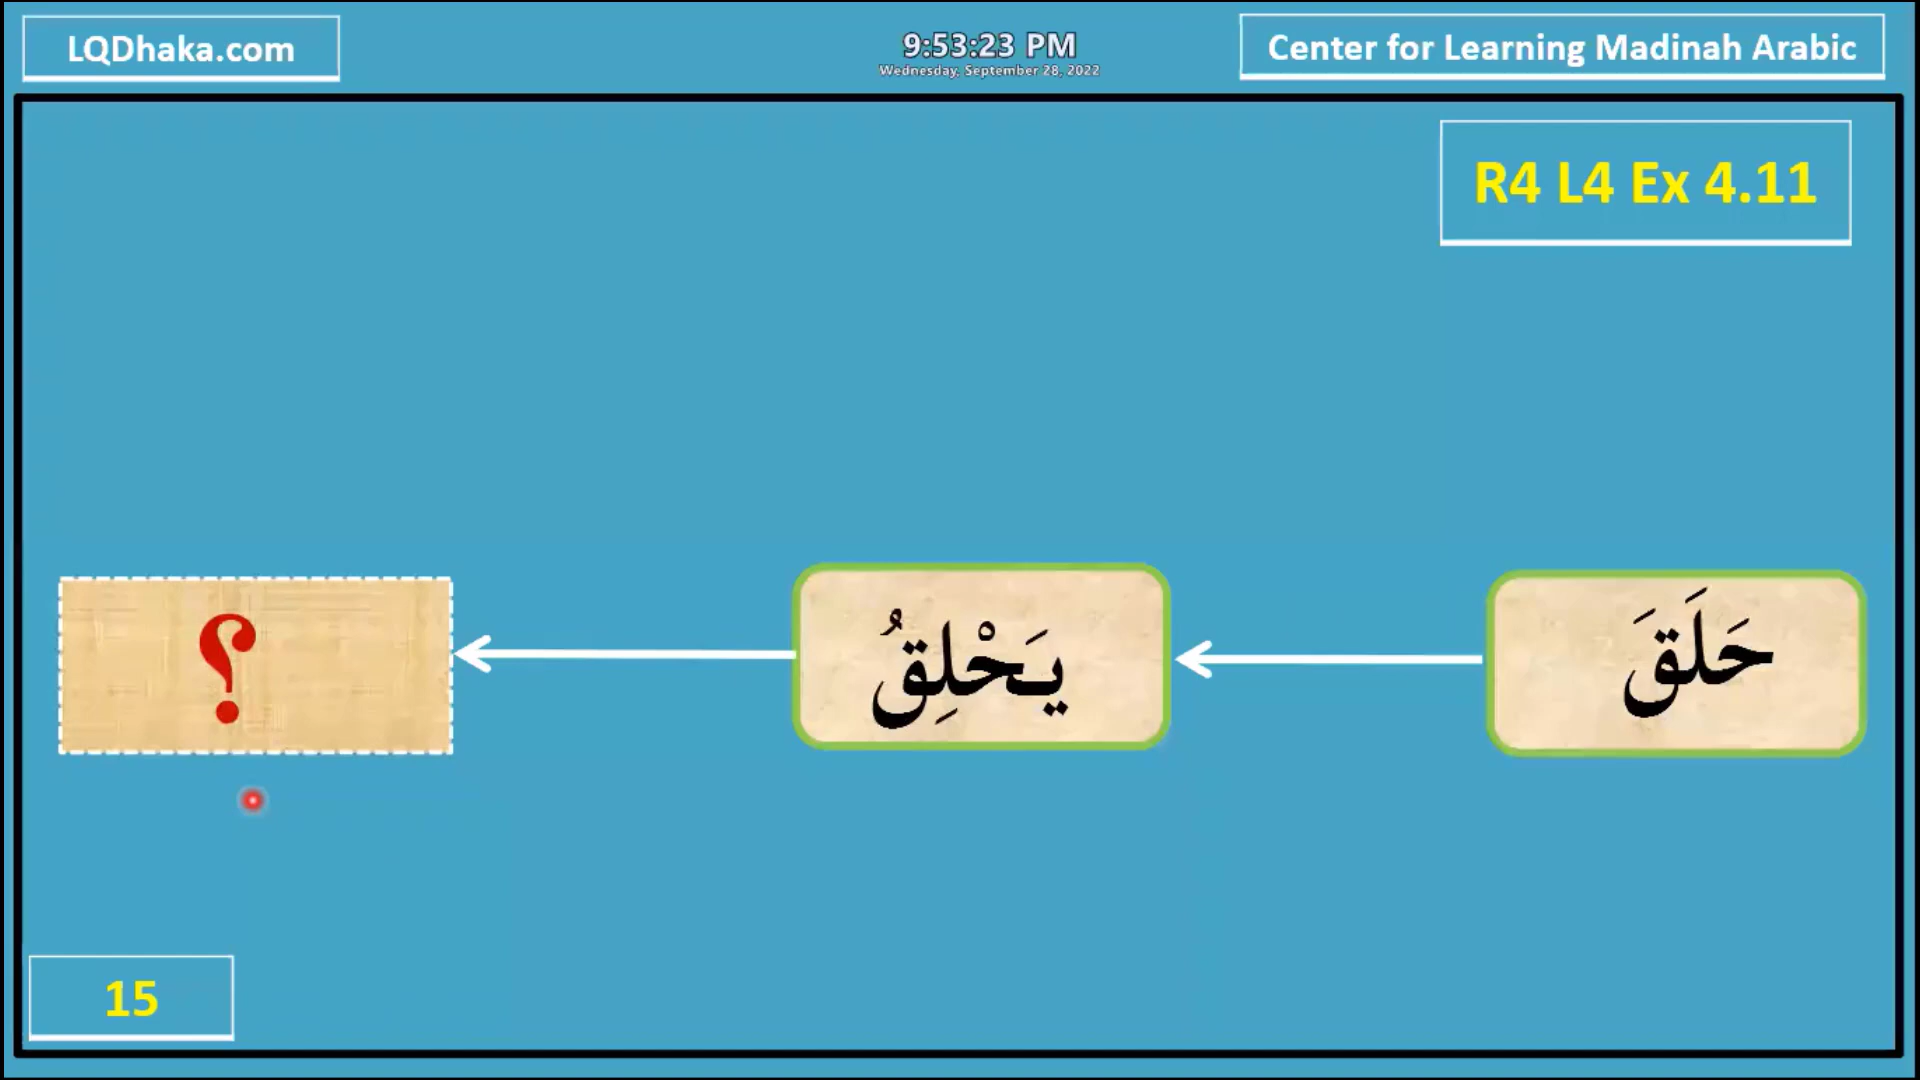 LQDhaka.com
9:53:23 PM
Wednesday, September 28, 2022
Center for Learning Madinah Arabic
R4 L4 Ex 4.11
حَلَقَ
يَحْلِقُ
؟
15